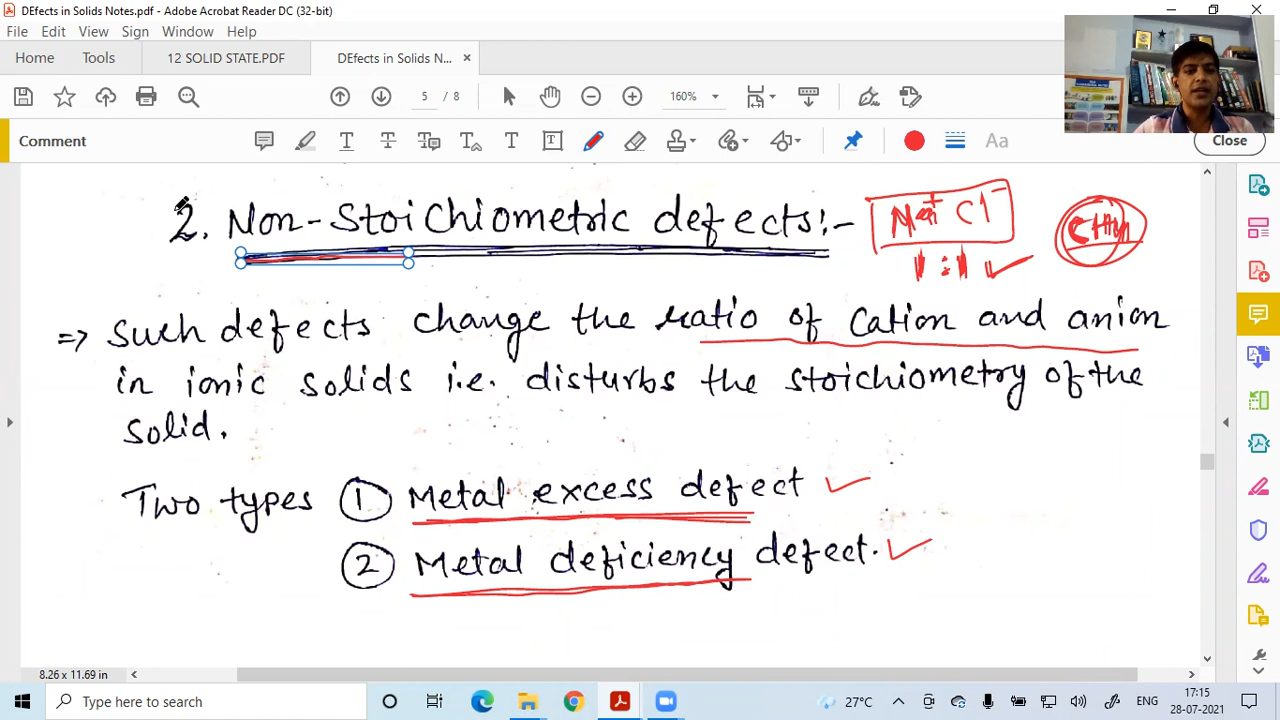 DEfects in Solids Notes.pdf - Adobe Acrobat Reader DC (32-bit)
File Edit View Sign Window Help
Home Tools 12 SOLID STATE.PDF DEfects in Solids N... ×
5 / 8 160%
Comment Close
2. Non-Stoichiometric defects:-
Cl⁻
1 : 1
⇒ Such defects change the ratio of Cation and anion
in ionic solids i.e. disturbs the stoichiometry of the
solid.
Two types ① Metal excess defect
② Metal deficiency defect.
8.26 x 11.69 in
Type here to search 27°C ENG 17:15
28-07-2021